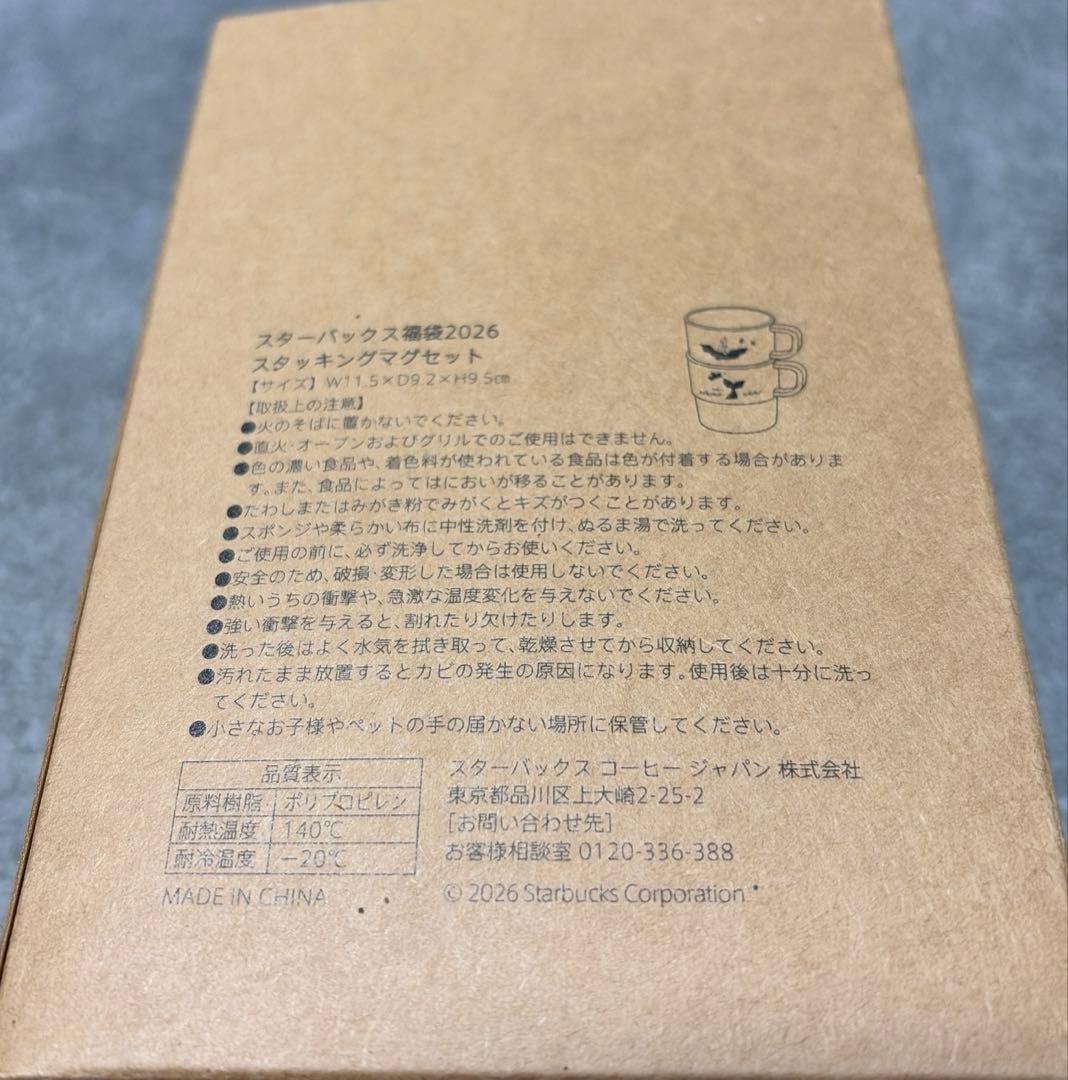 スターバックス福袋2026
スタッキングマグセット
【サイズ】W11.5×D9.2×H9.5㎝
【取扱上の注意】
●火のそばに置かないでください。
●直火・オーブンおよびグリルでのご使用はできません。
●色の濃い食品や、着色料が使われている食品は色が付着する場合がありま
す。また、食品によってはにおいが移ることがあります。
●たわしまたはみがき粉でみがくとキズがつくことがあります。
●スポンジや柔らかい布に中性洗剤を付け、ぬるま湯で洗ってください。
●ご使用の前に、必ず洗浄してからお使いください。
●安全のため、破損・変形した場合は使用しないでください。
●熱いうちの衝撃や、急激な温度変化を与えないでください。
●強い衝撃を与えると、割れたり欠けたりします。
●洗った後はよく水気を拭き取って、乾燥させてから収納してください。
●汚れたまま放置するとカビの発生の原因になります。使用後は十分に洗っ
てください。
●小さなお子様やペットの手の届かない場所に保管してください。
品質表示
原料樹脂 ポリプロピレン
耐熱温度 140℃
耐冷温度 －20℃
MADE IN CHINA
スターバックス コーヒー ジャパン 株式会社
東京都品川区上大崎2-25-2
[お問い合わせ先]
お客様相談室 0120-336-388
© 2026 Starbucks Corporation